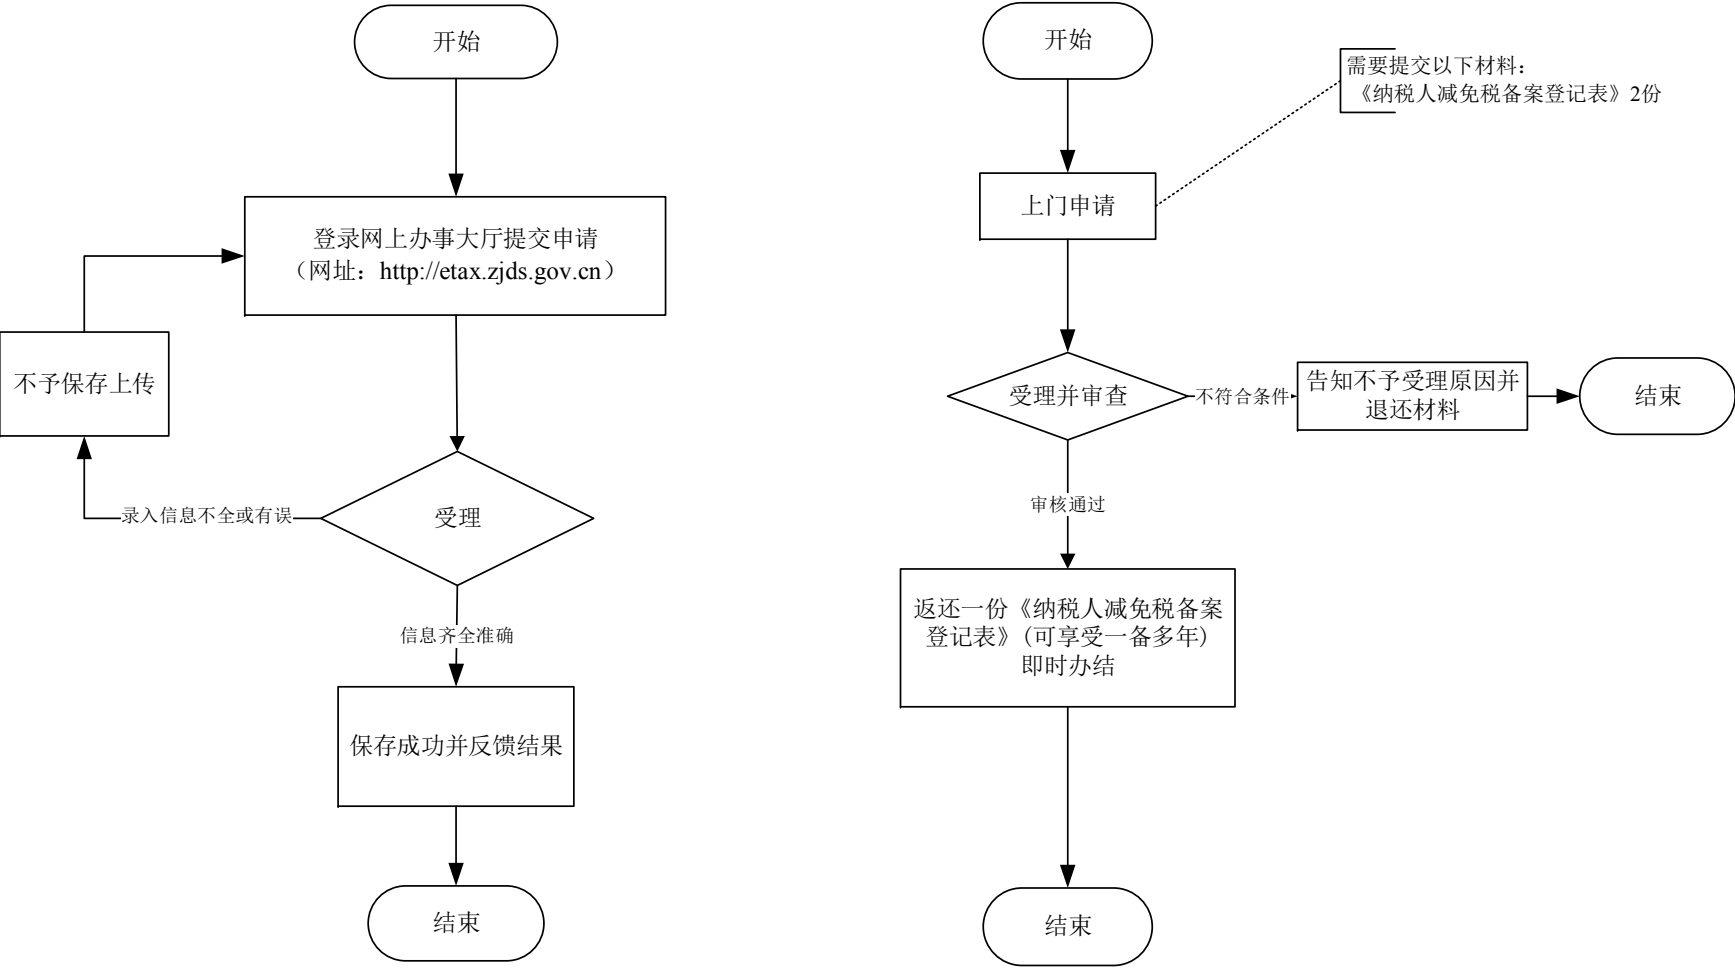 开始
登录网上办事大厅提交申请
（网址：http://etax.zjds.gov.cn）
不予保存上传
录入信息不全或有误
受理
信息齐全准确
保存成功并反馈结果
结束
开始
需要提交以下材料：
《纳税人减免税备案登记表》2份
上门申请
受理并审查
不符合条件
告知不予受理原因并
退还材料
结束
审核通过
返还一份《纳税人减免税备案
登记表》(可享受一备多年)
即时办结
结束